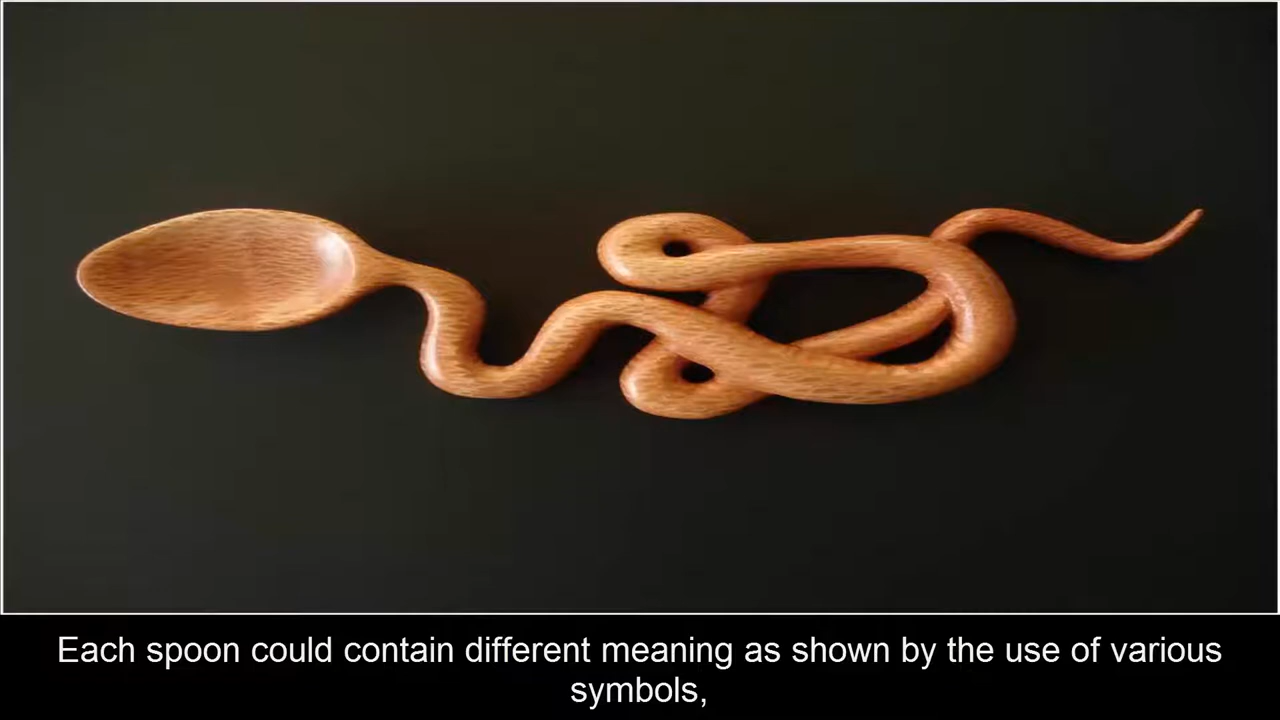 Each spoon could contain different meaning as shown by the use of various
symbols,